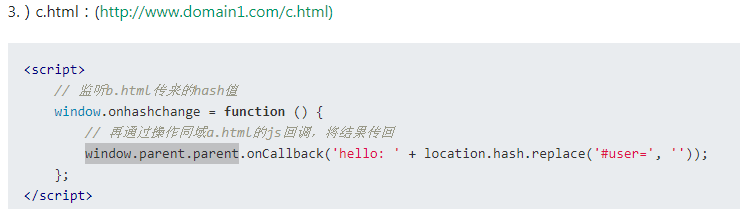 3.）c.html：(http://www.domain1.com/c.html)
<script>
    // 监听b.html传来的hash值
    window.onhashchange = function () {
        // 再通过操作同域a.html的js回调，将结果传回
        window.parent.parent.onCallback('hello: ' + location.hash.replace('#user=', ''));
    };
</script>